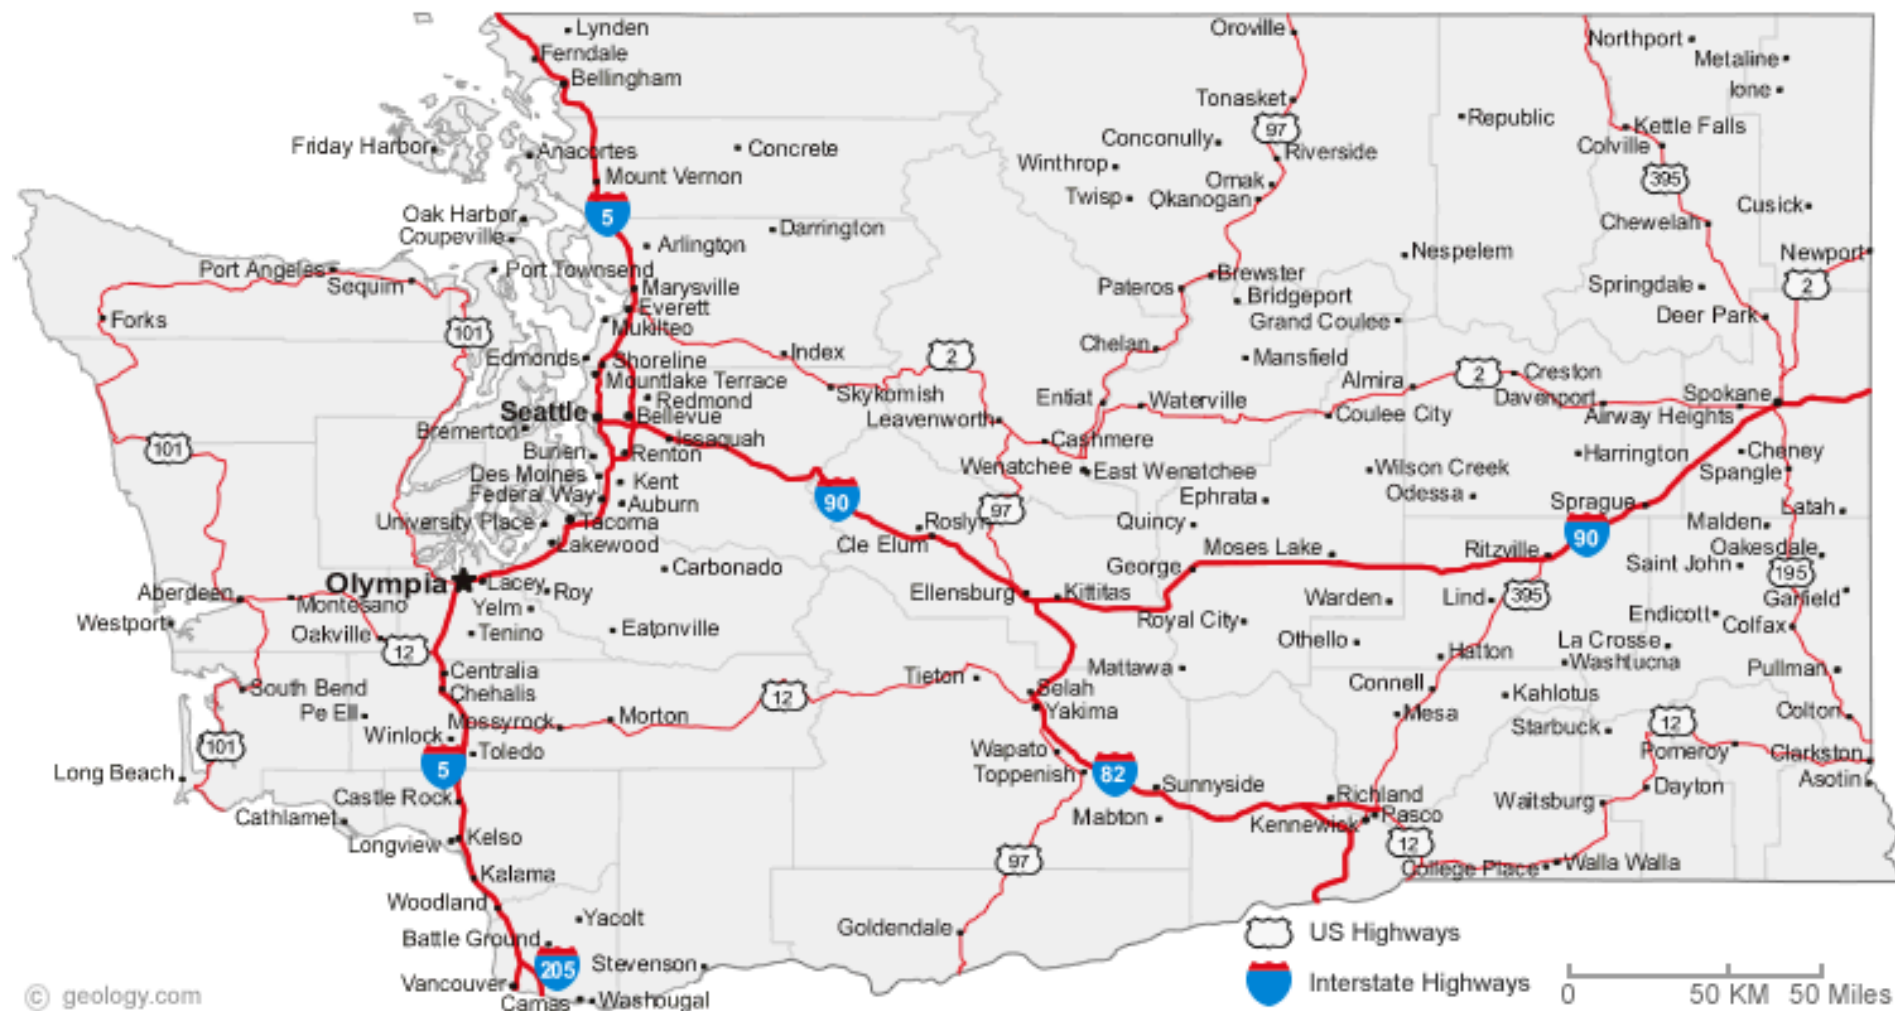 Lynden
Oroville
Northport
Ferndale
Metaline
Bellingham
Ione
Tonasket
Republic
Kettle Falls
97
Conconully
Friday Harbor
Anacortes
Concrete
Riverside
Colville
Winthrop
Mount Vernon
Omak
395
Twisp
Okanogan
Cusick
Oak Harbor
5
Chewelah
Coupeville
Darrington
Arlington
Nespelem
Newport
Port Angeles
Port Townsend
Brewster
Sequim
Marysville
Pateros
Springdale
2
Bridgeport
Everett
Forks
Mukilteo
Grand Coulee
Deer Park
101
Chelan
Index
2
Edmonds
Shoreline
Mansfield
Mountlake Terrace
Almira
2
Creston
Skykomish
Redmond
Entiat
Waterville
Davenport
Spokane
Seattle
Bellevue
Leavenworth
Coulee City
Airway Heights
Bremerton
Issaquah
Cashmere
101
Burien
Renton
Harrington
Cheney
Wenatchee
East Wenatchee
Wilson Creek
Spangle
Des Moines
Kent
Federal Way
90
Ephrata
Odessa
Sprague
Auburn
97
Latah
University Place
Tacoma
Roslyn
Quincy
Malden
Lakewood
Cle Elum
Moses Lake
Ritzville
90
Oakesdale
Carbonado
George
Saint John
195
Olympia
Lacey
Roy
Ellensburg
Kittitas
Aberdeen
Montesano
Yelm
Warden
Lind
395
Garfield
Westport
Oakville
Tenino
Eatonville
Royal City
Endicott
Colfax
12
Othello
La Crosse
Hatton
Washtucna
Centralia
Tieton
Mattawa
Pullman
South Bend
Chehalis
12
Selah
Connell
Kahlotus
Pe Ell
Mossyrock
Morton
Yakima
Mesa
Starbuck
12
Colton
Winlock
101
Toledo
Wapato
Pomeroy
Clarkston
Long Beach
5
Toppenish
82
Sunnyside
Asotin
Castle Rock
Richland
Waitsburg
Dayton
Cathlamet
Mabton
Kennewick
Pasco
Longview
Kelso
12
97
College Place
Walla Walla
Kalama
Woodland
Yacolt
Goldendale
US Highways
Battle Ground
205
Stevenson
Interstate Highways
Vancouver
Camas
Washougal
© geology.com
0 50 KM 50 Miles